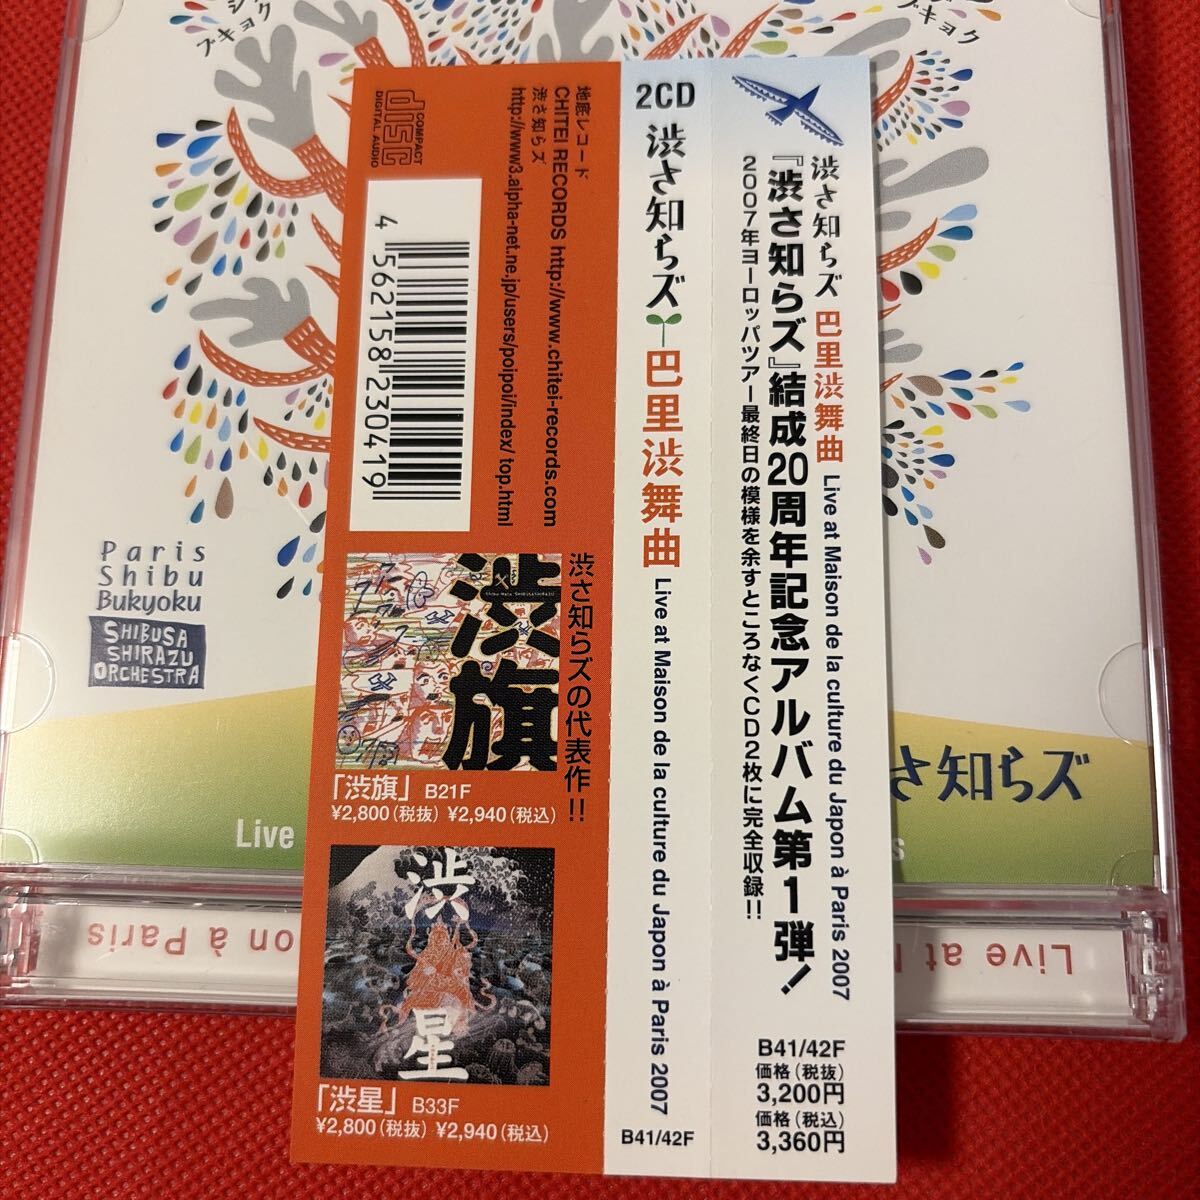 渋さ知らズ 巴里渋舞曲 Live at Maison de la culture du Japon à Paris 2007
『渋さ知らズ』結成20周年記念アルバム第1弾!
2007年ヨーロッパツアー最終日の模様を余すところなくCD2枚に完全収録!!
B41/42F
価格(税抜)
3,200円
価格(税込)
3,360円
2CD 渋さ知らズ 巴里渋舞曲 Live at Maison de la culture du Japon à Paris 2007
B41/42F
地底レコード
CHITEI RECORDS http://www.chitei-records.com
渋さ知らズ
http://www3.alpha-net.ne.jp/users/poipoi/index/ top.html
COMPACT
disc
DIGITAL AUDIO
4 562158 230419
渋さ知らズの代表作!!
渋旗
「渋旗」 B21F
¥2,800(税抜) ¥2,940(税込)
渋星
「渋星」 B33F
¥2,800(税抜) ¥2,940(税込)
ブキョク
ブキョク
Paris
Shibu
Bukyoku
SHIBUSA
SHIRAZU
ORCHESTRA
さ知らズ
Live
on à Paris
Live at